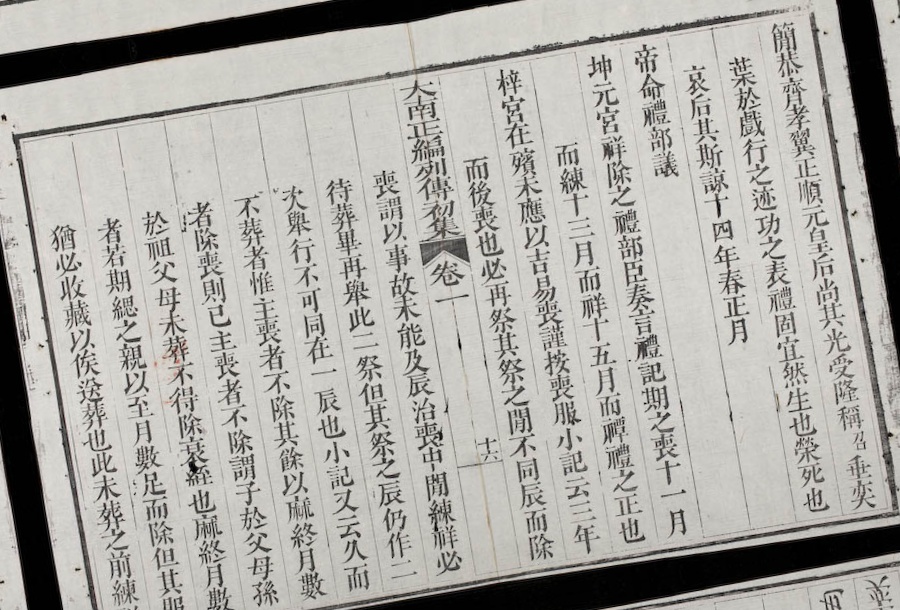 簡恭齊孝翼正順元皇后尚其光受隆稱召垂奕
葉於戲行之迹功之表禮固宜然生也榮死也
哀后其斯諒十四年春正月
帝命禮部議
坤元宮祥除之禮部臣奏言禮記期之喪十一月
而練十三月而祥十五月而禫禮之正也
梓宮在殯未應以吉易喪謹按喪服小記云三年
而後喪也必再祭其祭之閒不同辰而除
大南正編列傳初集 卷一 十六
喪謂以事故未能及辰治喪中閒練祥必
待葬畢再舉此二祭但其祭之辰仍作二
次舉行不可同在一辰也小記又云久而
不葬者惟主喪者不除其餘以麻終月數
者除喪則已主喪者不除謂子於父母孫
於祖父母未葬不得除衰絰也麻終月數
者若期緦之親以至月數足而除但其服
猶必收藏以俟送葬也此未葬之前練